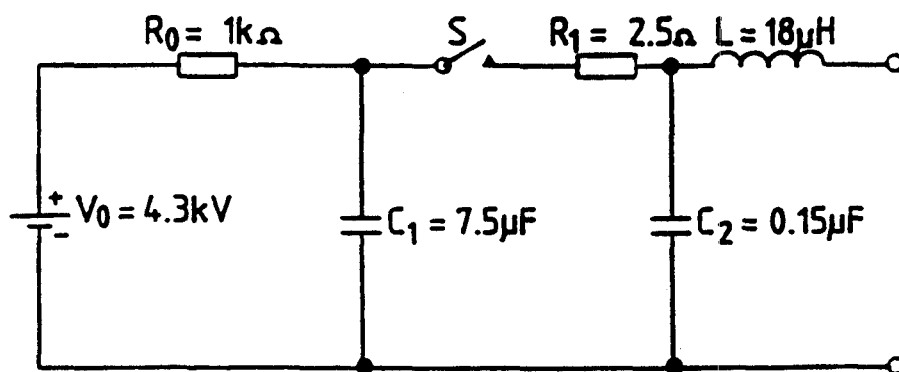 R0 = 1kΩ S R1 = 2.5Ω L = 18µH
+
V0 = 4.3kV C1 = 7.5µF C2 = 0.15µF
-